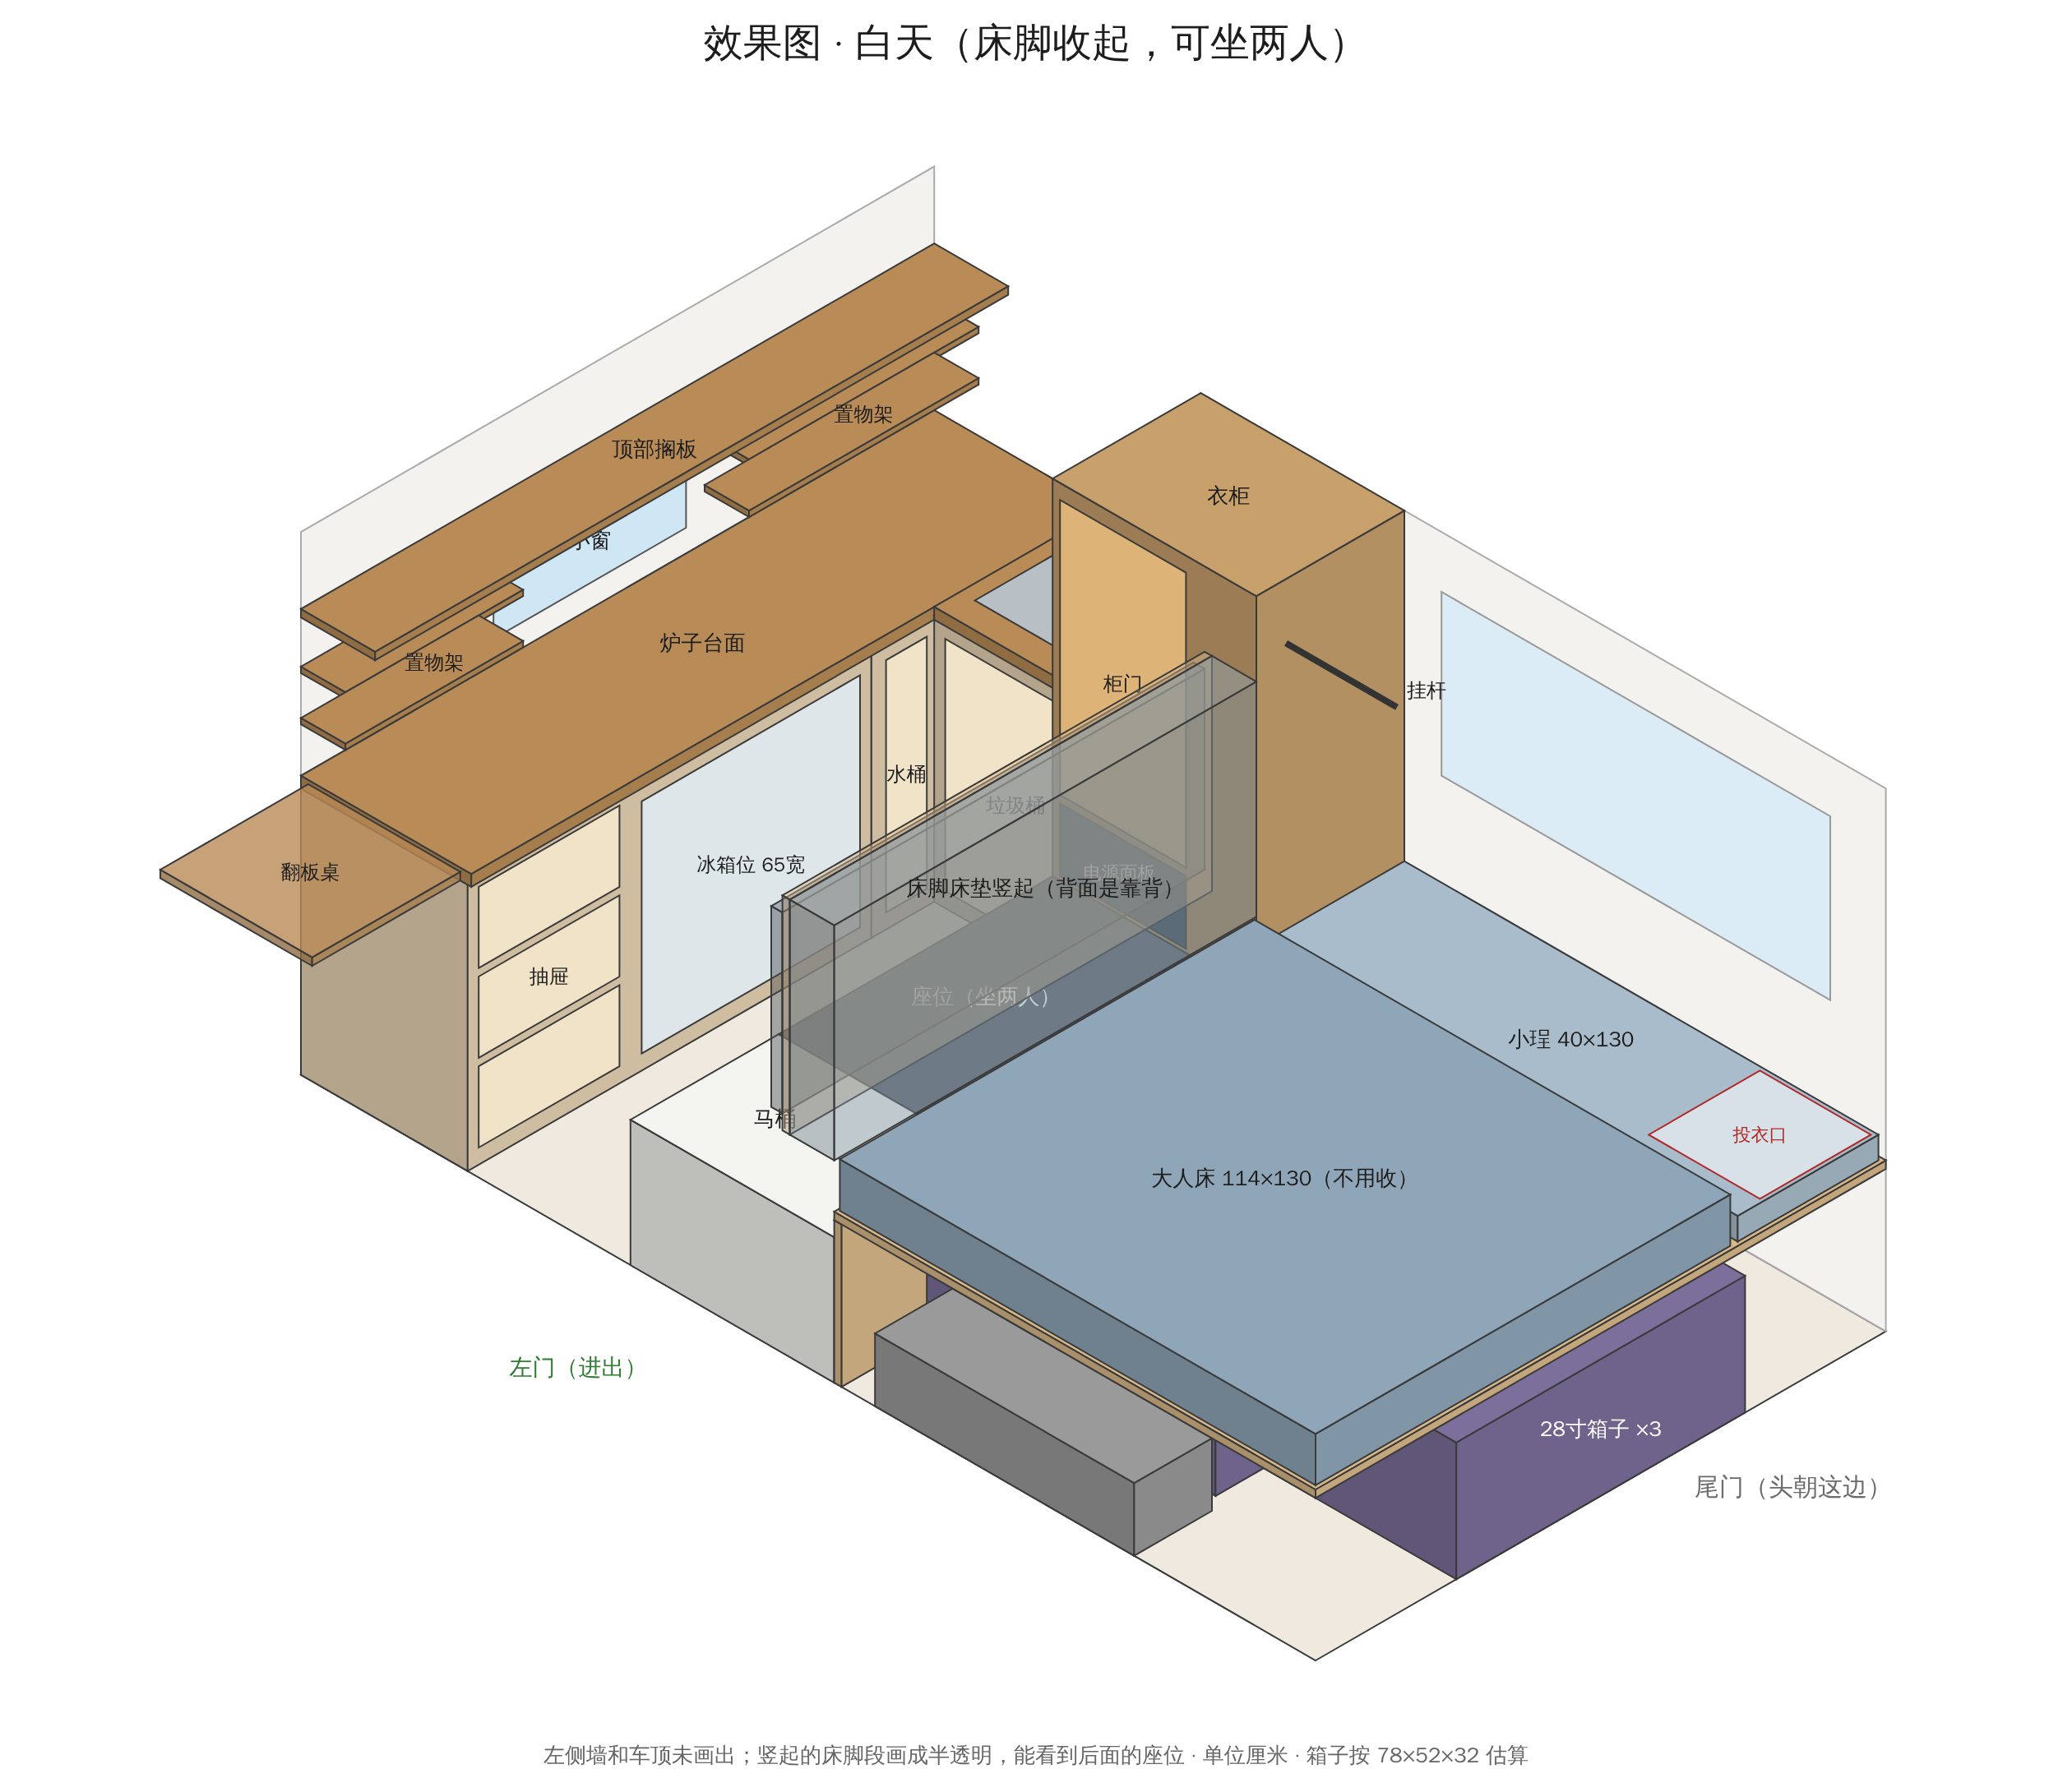 效果图 · 白天（床脚收起，可坐两人）
置物架
顶部搁板
衣柜
小窗
炉子台面
置物架
柜门
挂杆
水桶
垃圾桶
冰箱位 65宽
翻板桌
电源面板
床脚床垫竖起（背面是靠背）
抽屉
座位（坐两人）
小珵 40×130
马桶
投衣口
大人床 114×130（不用收）
左门（进出）
28寸箱子 ×3
尾门（头朝这边）
左侧墙和车顶未画出；竖起的床脚段画成半透明，能看到后面的座位 · 单位厘米 · 箱子按 78×52×32 估算